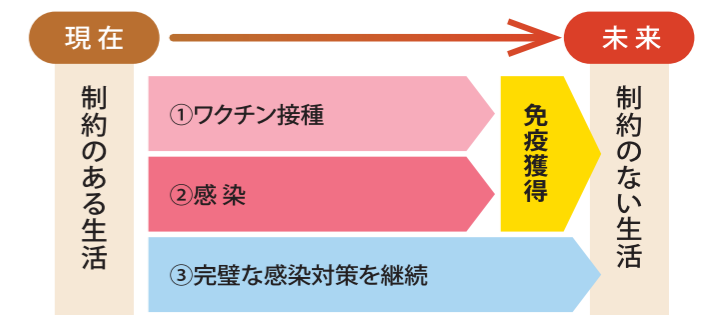 現在
未来
制約のある生活
①ワクチン接種
②感染
③完璧な感染対策を継続
免疫獲得
制約のない生活